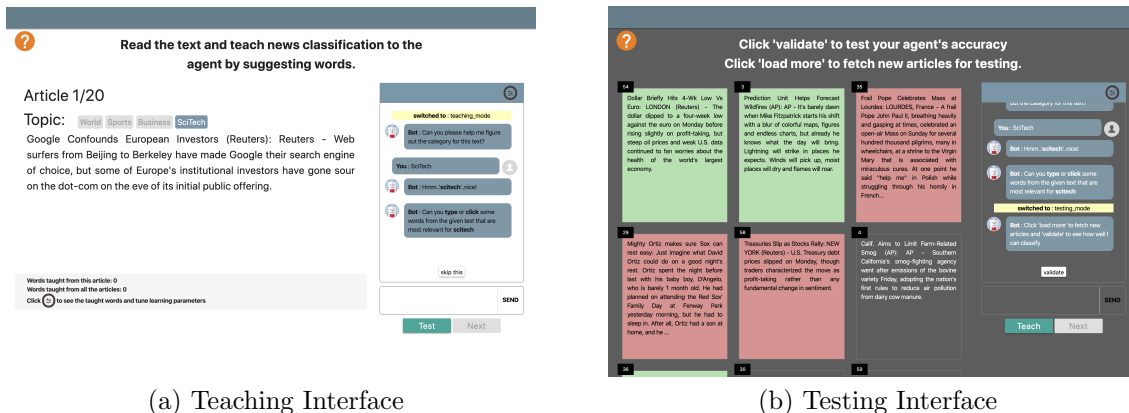 ?
Read the text and teach news classification to the
agent by suggesting words.
Article 1/20
Topic: World Sports Business SciTech
Google Confounds European Investors (Reuters): Reuters - Web
surfers from Beijing to Berkeley have made Google their search engine
of choice, but some of Europe's institutional investors have gone sour
on the dot-com on the eve of its initial public offering.
switched to : teaching_mode
Bot : Can you please help me figure
out the category for this text?
You : SciTech
Bot : Hmm..'scitech'.nice!
Bot : Can you type or click some
words from the given text that are
most relevant for scitech
skip this
SEND
Words taught from this article: 0
Words taught from all the articles: 0
Click to see the taught words and tune learning parameters
Test Next
(a) Teaching Interface
?
Click 'validate' to test your agent's accuracy
Click 'load more' to fetch new articles for testing.
54
Dollar Briefly Hits 4-Wk Low Vs
Euro: LONDON (Reuters) - The
dollar dipped to a four-week low
against the euro on Monday before
rising slightly on profit-taking, but
steep oil prices and weak U.S. data
continued to fan worries about the
health of the world's largest
economy.
3
Prediction Unit Helps Forecast
Wildfires (AP): AP - It's barely dawn
when Mike Fitzpatrick starts his shift
with a blur of colorful maps, figures
and endless charts, but already he
knows what the day will bring.
Lightning will strike in places he
expects. Winds will pick up, moist
places will dry and flames will roar.
35
Frail Pope Celebrates Mass at
Lourdes: LOURDES, France - A frail
Pope John Paul II, breathing heavily
and gasping at times, celebrated an
open-air Mass on Sunday for several
hundred thousand pilgrims, many in
wheelchairs, at a shrine to the Virgin
Mary that is associated with
miraculous cures. At one point he
said "help me" in Polish while
struggling through his homily in
French...
29
Mighty Ortiz makes sure Sox can
rest easy: Just imagine what David
Ortiz could do on a good night's
rest. Ortiz spent the night before
last with his baby boy, D'Angelo,
who is barely 1 month old. He had
planned on attending the Red Sox'
Family Day at Fenway Park
yesterday morning, but he had to
sleep in. After all, Ortiz had a son at
home, and he ...
58
Treasuries Slip as Stocks Rally: NEW
YORK (Reuters) - U.S. Treasury debt
prices slipped on Monday, though
traders characterized the move as
profit-taking rather than any
fundamental change in sentiment.
4
Calif. Aims to Limit Farm-Related
Smog (AP): AP - Southern
California's smog-fighting agency
went after emissions of the bovine
variety Friday, adopting the nation's
first rules to reduce air pollution
from dairy cow manure.
36
30
59
out the category for this text?
You : SciTech
Bot : Hmm..'scitech'.nice!
Bot : Can you type or click some
words from the given text that are
most relevant for scitech
switched to : testing_mode
Bot : Click 'load more' to fetch new
articles and 'validate' to see how well I
can classify
validate
SEND
Teach Next
(b) Testing Interface